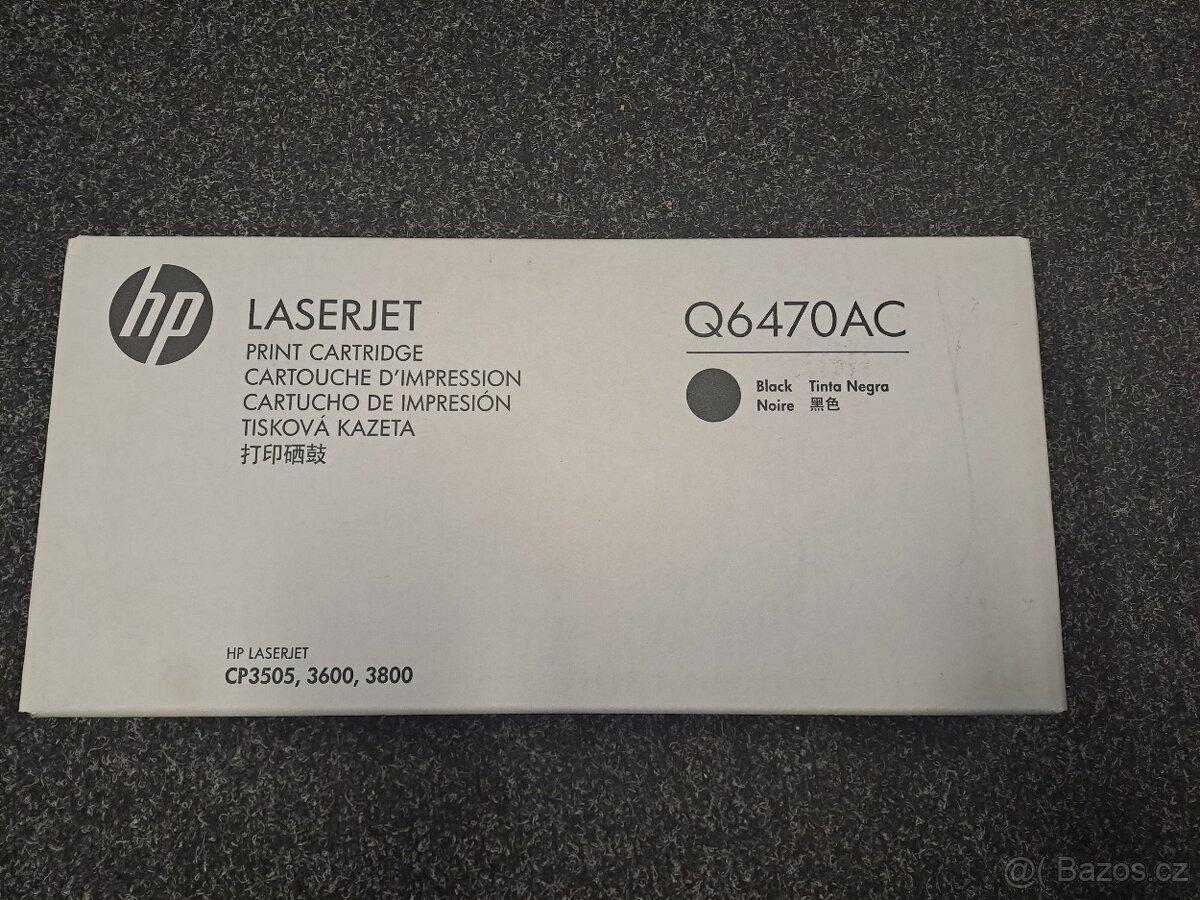 hp
LASERJET
PRINT CARTRIDGE
CARTOUCHE D'IMPRESSION
CARTUCHO DE IMPRESIÓN
TISKOVÁ KAZETA
打印硒鼓
Q6470AC
Black Tinta Negra
Noire 黑色
HP LASERJET
CP3505, 3600, 3800
@( Bazos.cz